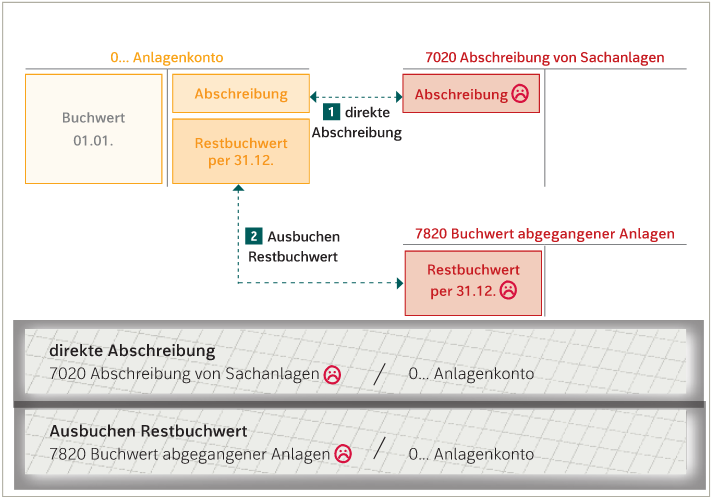 0... Anlagenkonto
7020 Abschreibung von Sachanlagen
Buchwert
01.01.
Abschreibung
Restbuchwert
per 31.12.
1 direkte
Abschreibung
Abschreibung
2 Ausbuchen
Restbuchwert
7820 Buchwert abgegangener Anlagen
Restbuchwert
per 31.12.
direkte Abschreibung
7020 Abschreibung von Sachanlagen / 0... Anlagenkonto
Ausbuchen Restbuchwert
7820 Buchwert abgegangener Anlagen / 0... Anlagenkonto